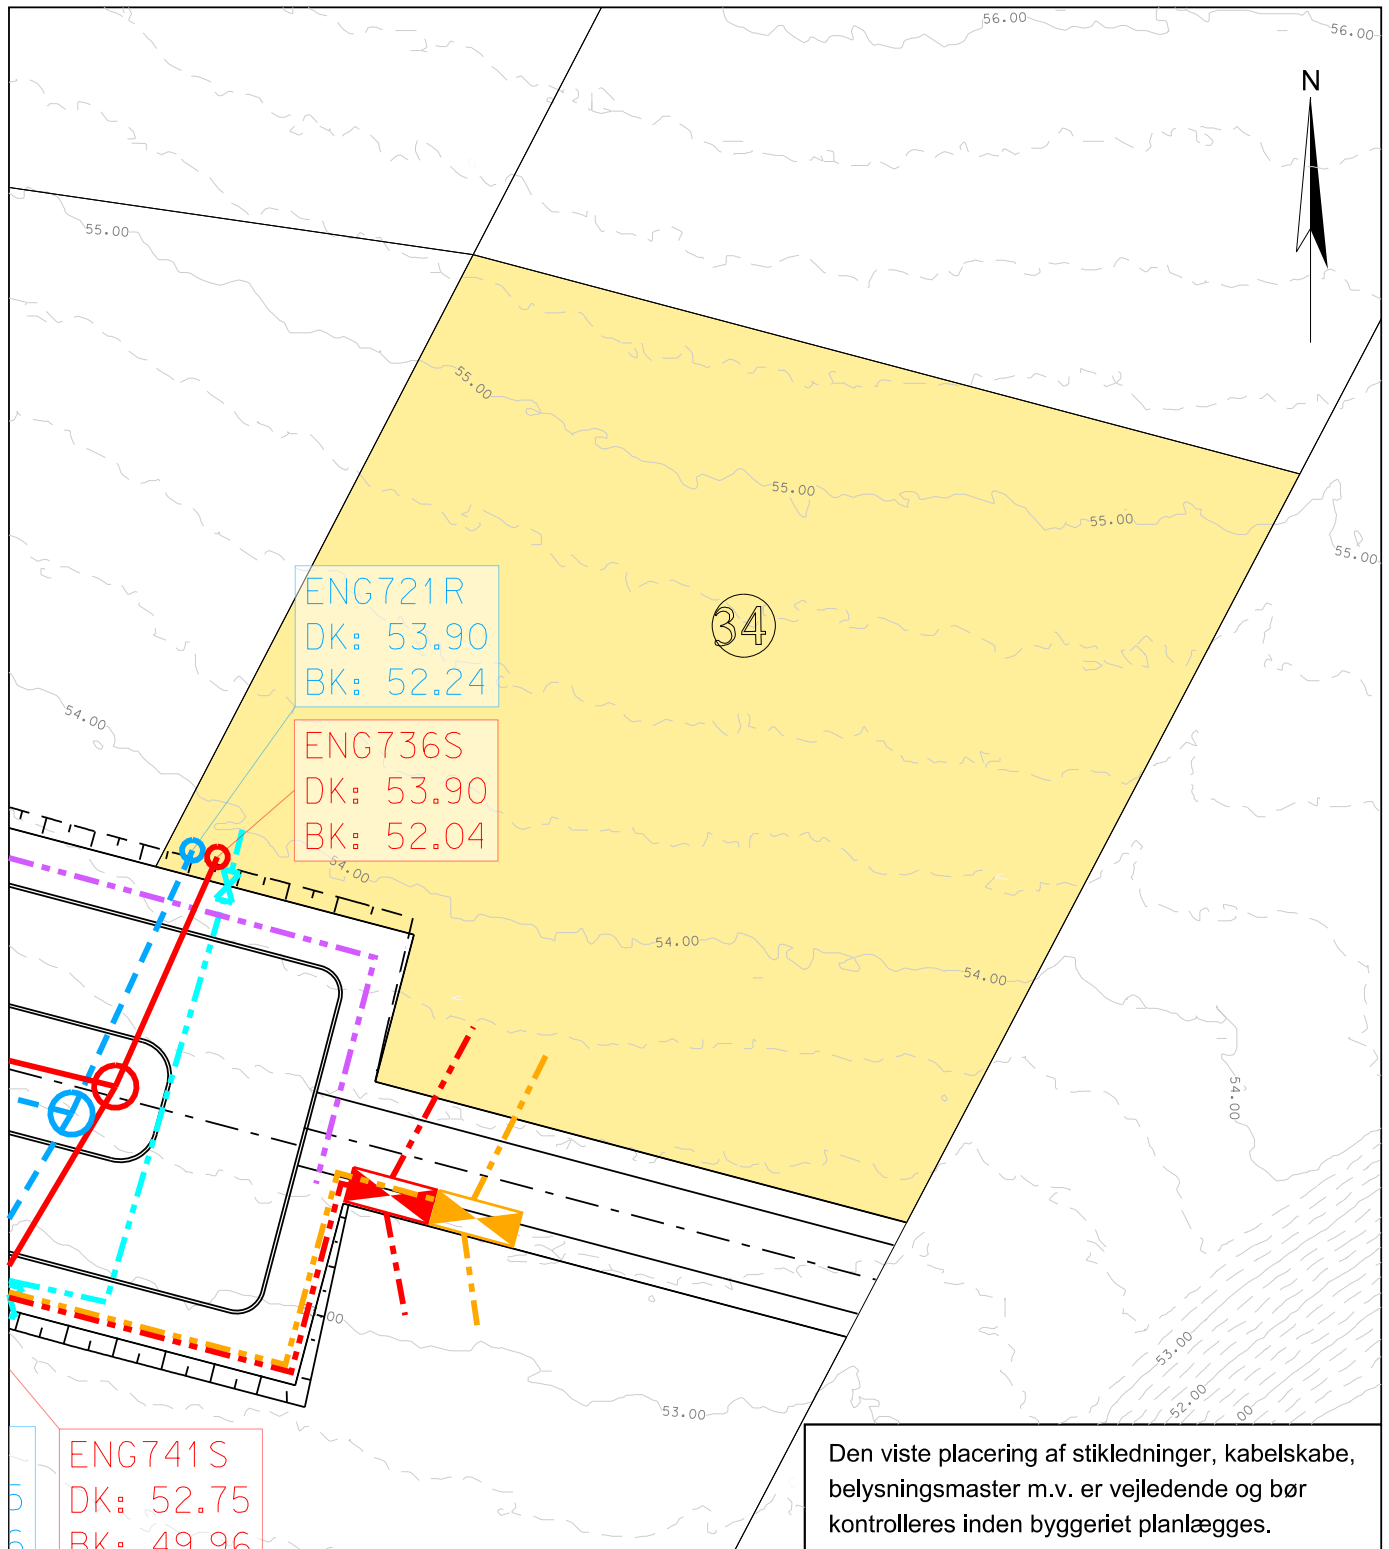 56.00
56.00
N
55.00
55.00
55.00
55.00
55.00
ENG721R
DK: 53.90
BK: 52.24
34
54.00
ENG736S
DK: 53.90
BK: 52.04
54.00
54.00
54.00
54.00
53.00
53.00
52.00
ENG741S
DK: 52.75
BK: 49.96
Den viste placering af stikledninger, kabelskabe,
belysningsmaster m.v. er vejledende og bør
kontrolleres inden byggeriet planlægges.